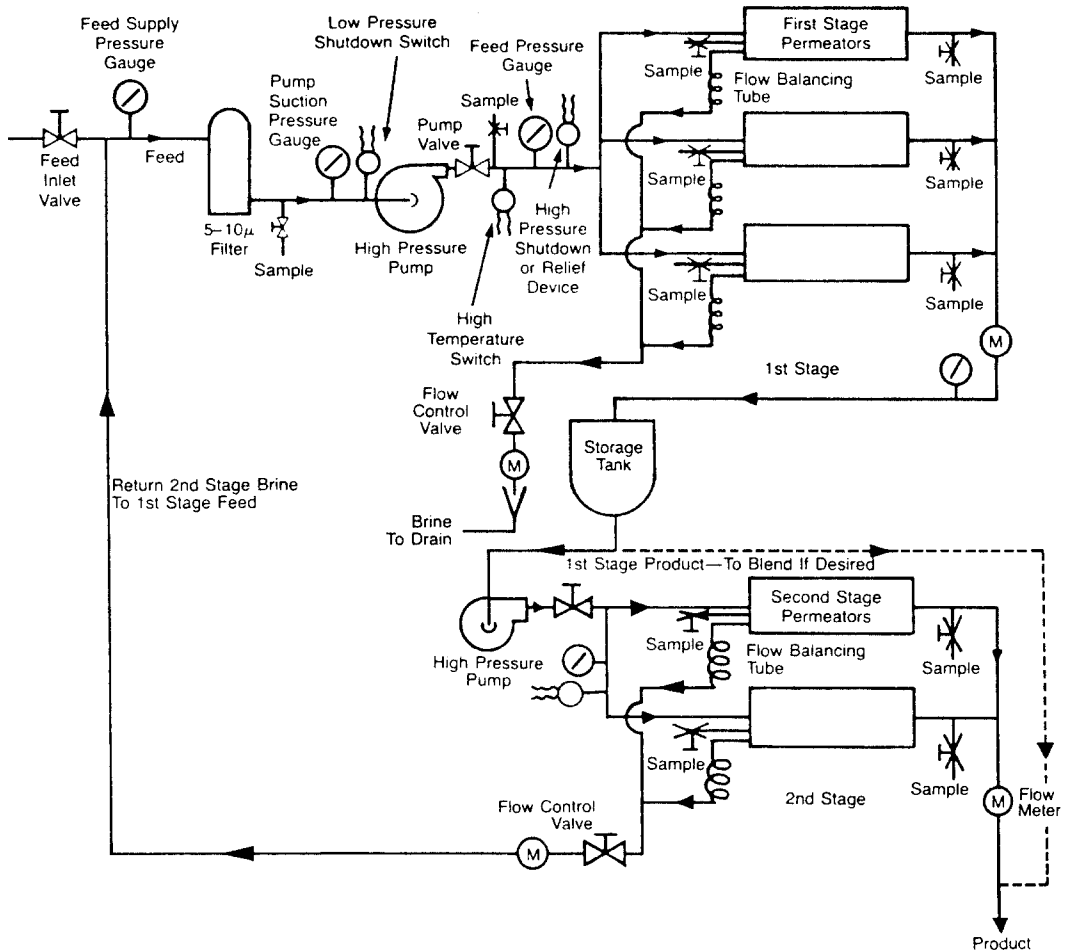 Feed Supply
Pressure
Gauge
Low Pressure
Shutdown Switch
Feed Pressure
Gauge
Pump
Suction
Pressure
Gauge
Sample
Pump
Valve
First Stage
Permeators
Sample
Flow Balancing
Tube
Sample
Feed
Inlet
Valve
Feed
5–10μ
Filter
Sample
High Pressure
Pump
High
Pressure
Shutdown
or Relief
Device
High
Temperature
Switch
Sample
Sample
Sample
Sample
M
1st Stage
Flow
Control
Valve
M
Brine
To Drain
Storage
Tank
Return 2nd Stage Brine
To 1st Stage Feed
1st Stage Product—To Blend If Desired
High Pressure
Pump
Second Stage
Permeators
Sample
Flow Balancing
Tube
Sample
Sample
Sample
2nd Stage
M
Flow
Meter
Flow Control
Valve
M
Product